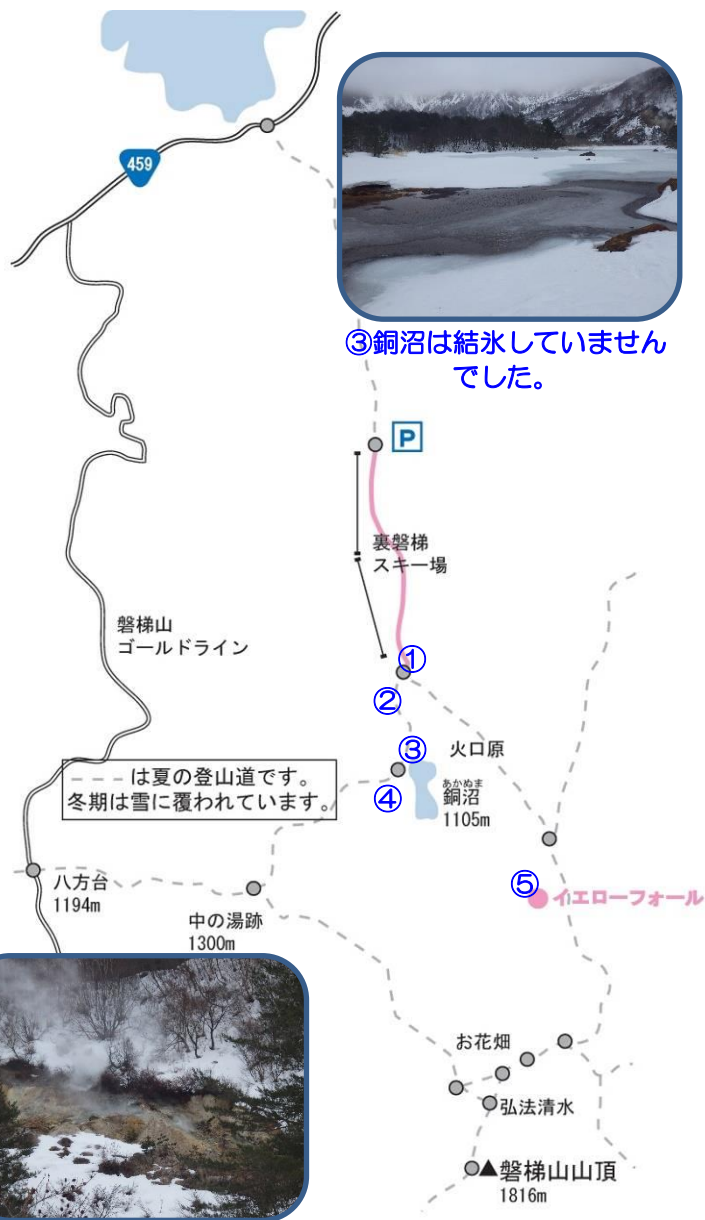 459
③銅沼は結氷していません
でした。
P
裏磐梯
スキー場
磐梯山
ゴールドライン
①
②
③
火口原
---は夏の登山道です。
冬期は雪に覆われています。
あかぬま
銅沼
1105m
④
八方台
1194m
中の湯跡
1300m
⑤
イエローフォール
お花畑
弘法清水
▲磐梯山山頂
1816m